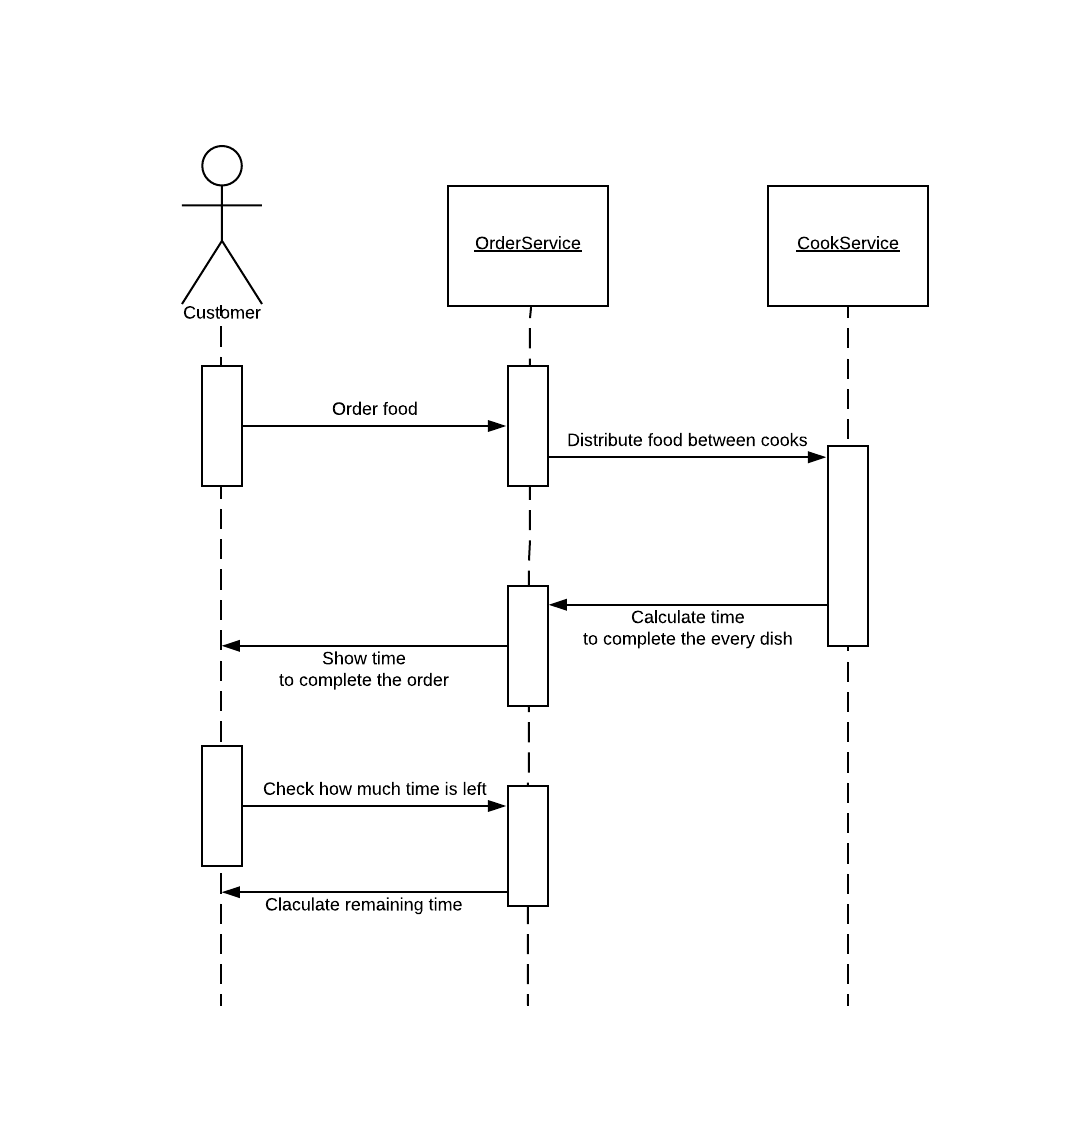 Customer
OrderService
CookService
Order food
Distribute food between cooks
Calculate time
to complete the every dish
Show time
to complete the order
Check how much time is left
Claculate remaining time